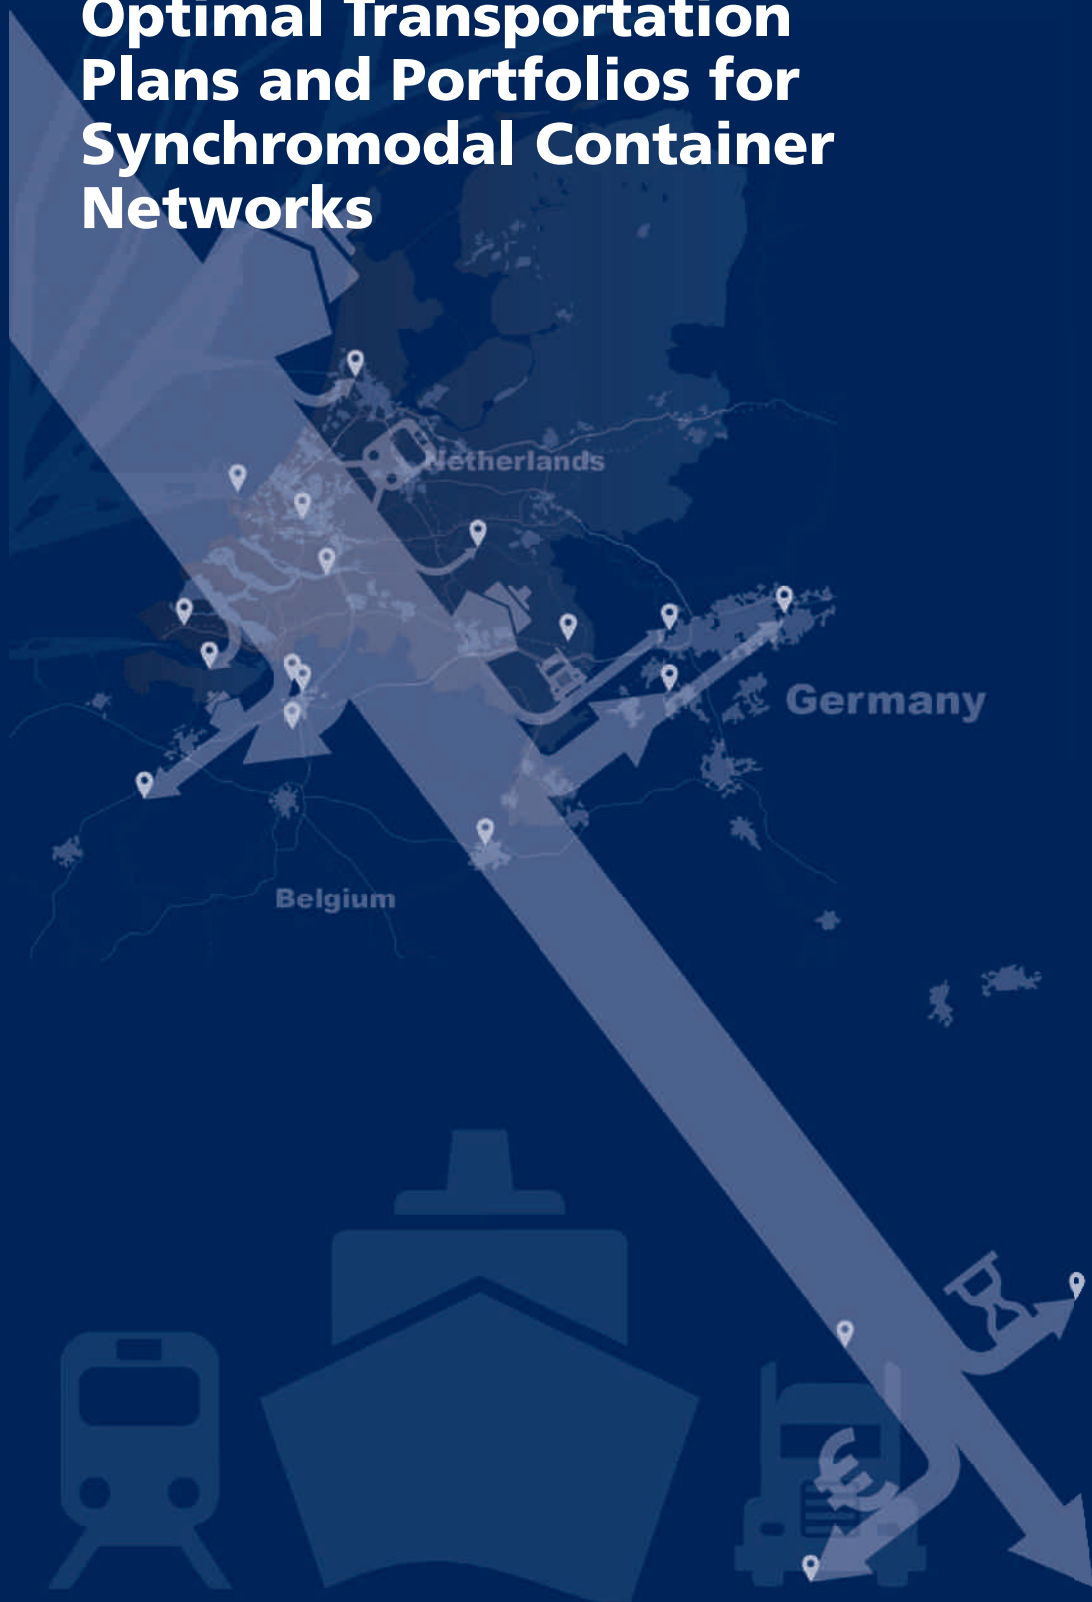 Optimal Transportation
Plans and Portfolios for
Synchromodal Container
Networks
Netherlands
Germany
Belgium
€